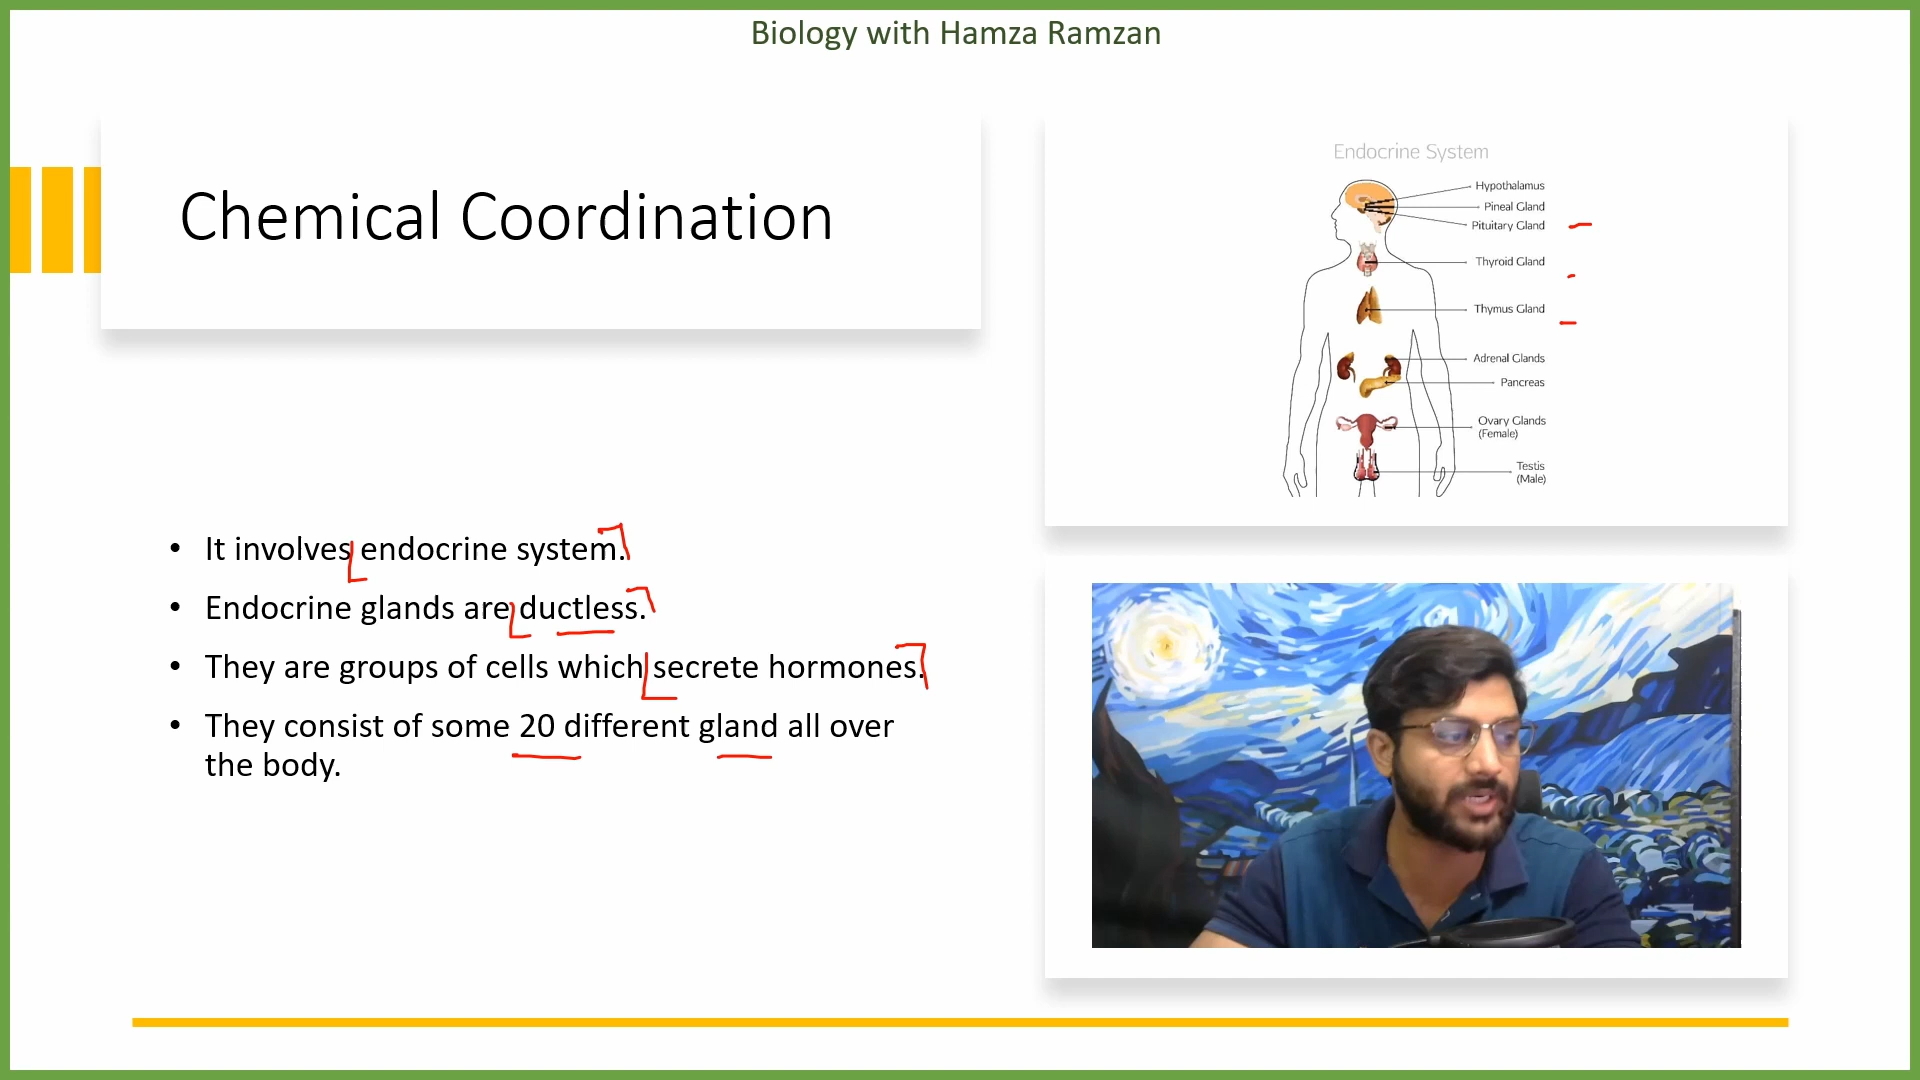 Biology with Hamza Ramzan
Chemical Coordination
• It involves endocrine system.
• Endocrine glands are ductless.
• They are groups of cells which secrete hormones.
• They consist of some 20 different gland all over
the body.
Endocrine System
Hypothalamus
Pineal Gland
Pituitary Gland
Thyroid Gland
Thymus Gland
Adrenal Glands
Pancreas
Ovary Glands
(Female)
Testis
(Male)